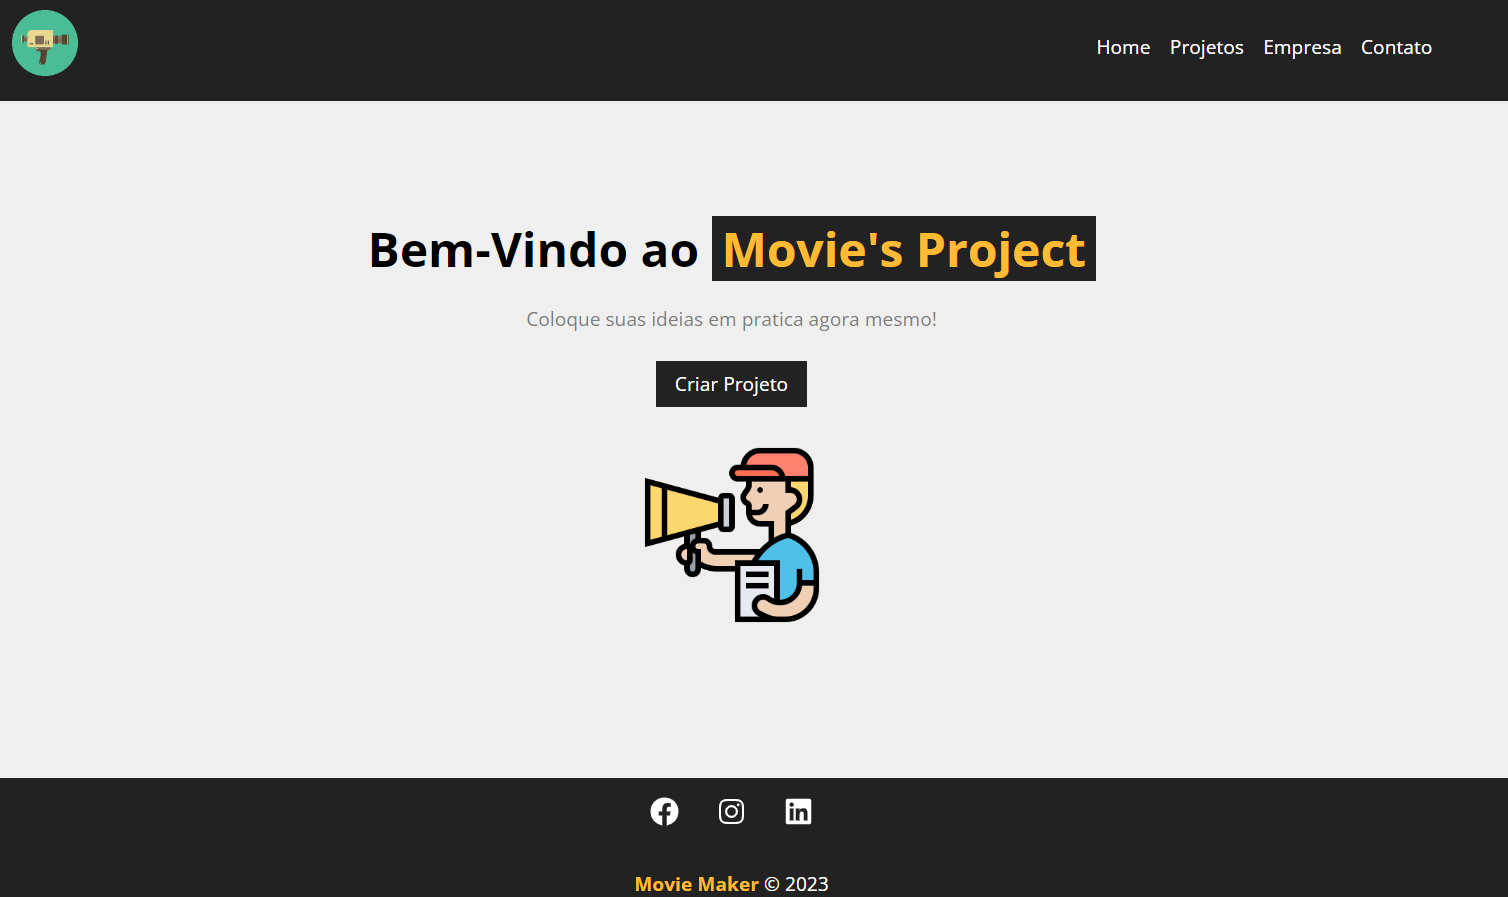 Home Projetos Empresa Contato
Bem-Vindo ao Movie's Project
Coloque suas ideias em pratica agora mesmo!
Criar Projeto
Movie Maker © 2023